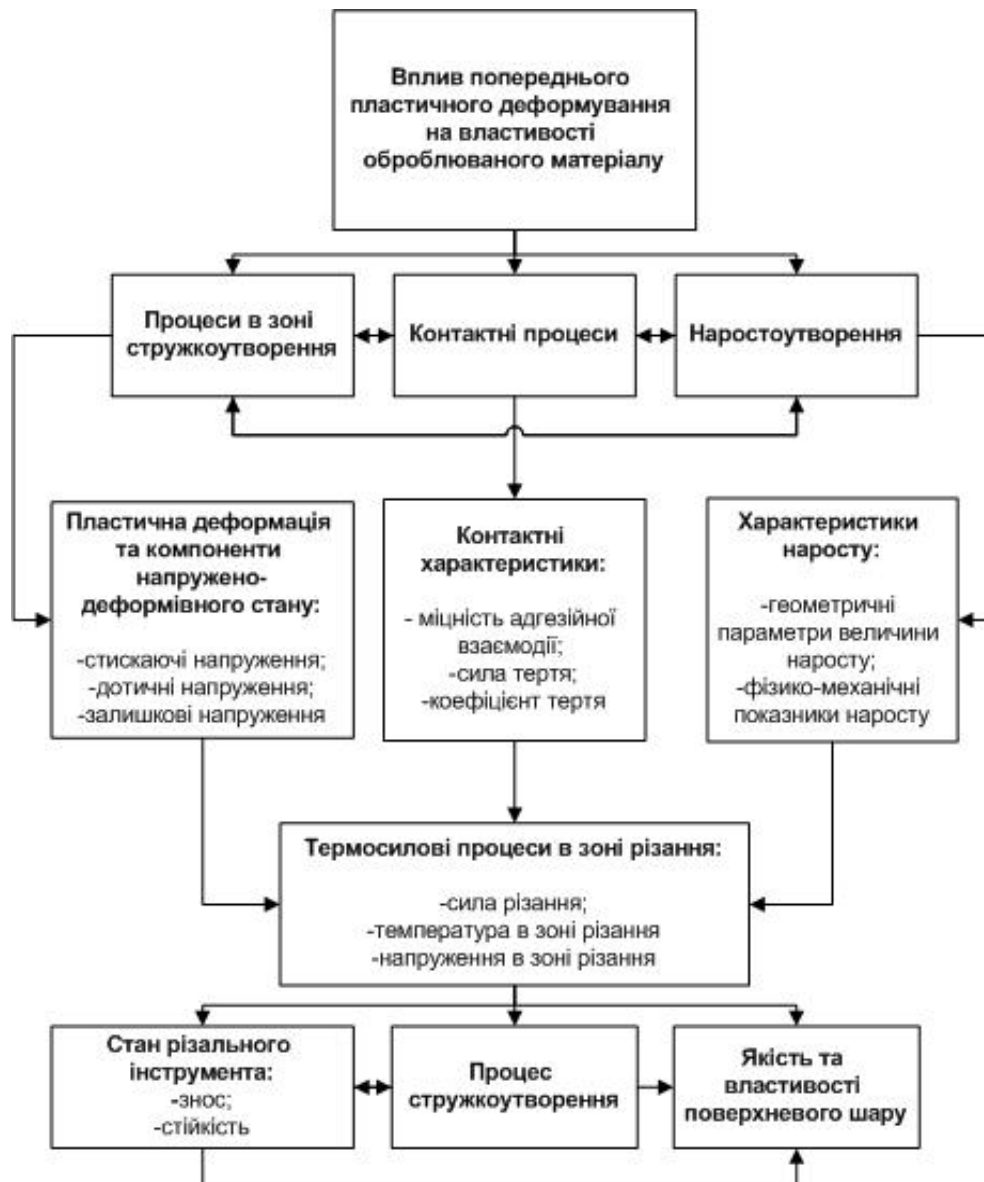 Вплив попереднього
пластичного деформування
на властивості
оброблюваного матеріалу
Процеси в зоні
стружкоутворення
Контактні процеси
Наростоутворення
Пластична деформація
та компоненти
напружено-
деформівного стану:
-стискаючі напруження;
-дотичні напруження;
-залишкові напруження
Контактні
характеристики:
- міцність адгезійної
взаємодії;
-сила тертя;
-коефіцієнт тертя
Характеристики
наросту:
-геометричні
параметри величини
наросту;
-фізико-механічні
показники наросту
Термосилові процеси в зоні різання:
-сила різання;
-температура в зоні різання
-напруження в зоні різання
Стан різального
інструмента:
-знос;
-стійкість
Процес
стружкоутворення
Якість та
властивості
поверхневого шару